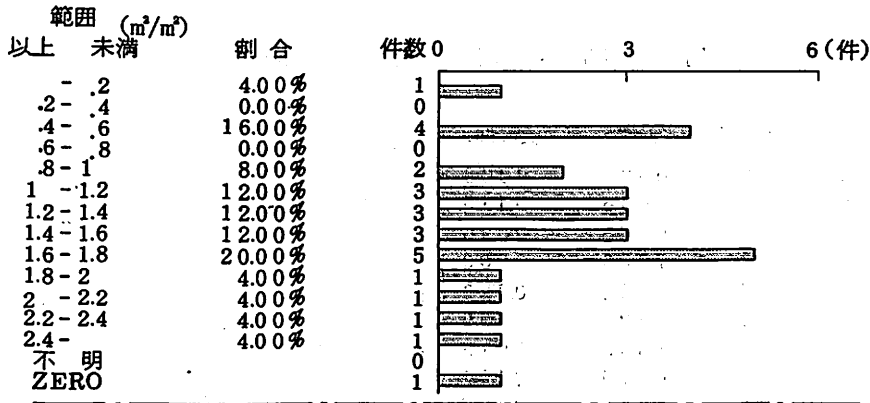 範囲 (m²/m²)
以上 未満 割合 件数 0 3 6(件)
- .2 4.00% 1
.2 - .4 0.00% 0
.4 - .6 16.00% 4
.6 - .8 0.00% 0
.8 - 1 8.00% 2
1 - 1.2 12.00% 3
1.2 - 1.4 12.00% 3
1.4 - 1.6 12.00% 3
1.6 - 1.8 20.00% 5
1.8 - 2 4.00% 1
2 - 2.2 4.00% 1
2.2 - 2.4 4.00% 1
2.4 - 4.00% 1
不明 0
ZERO 1